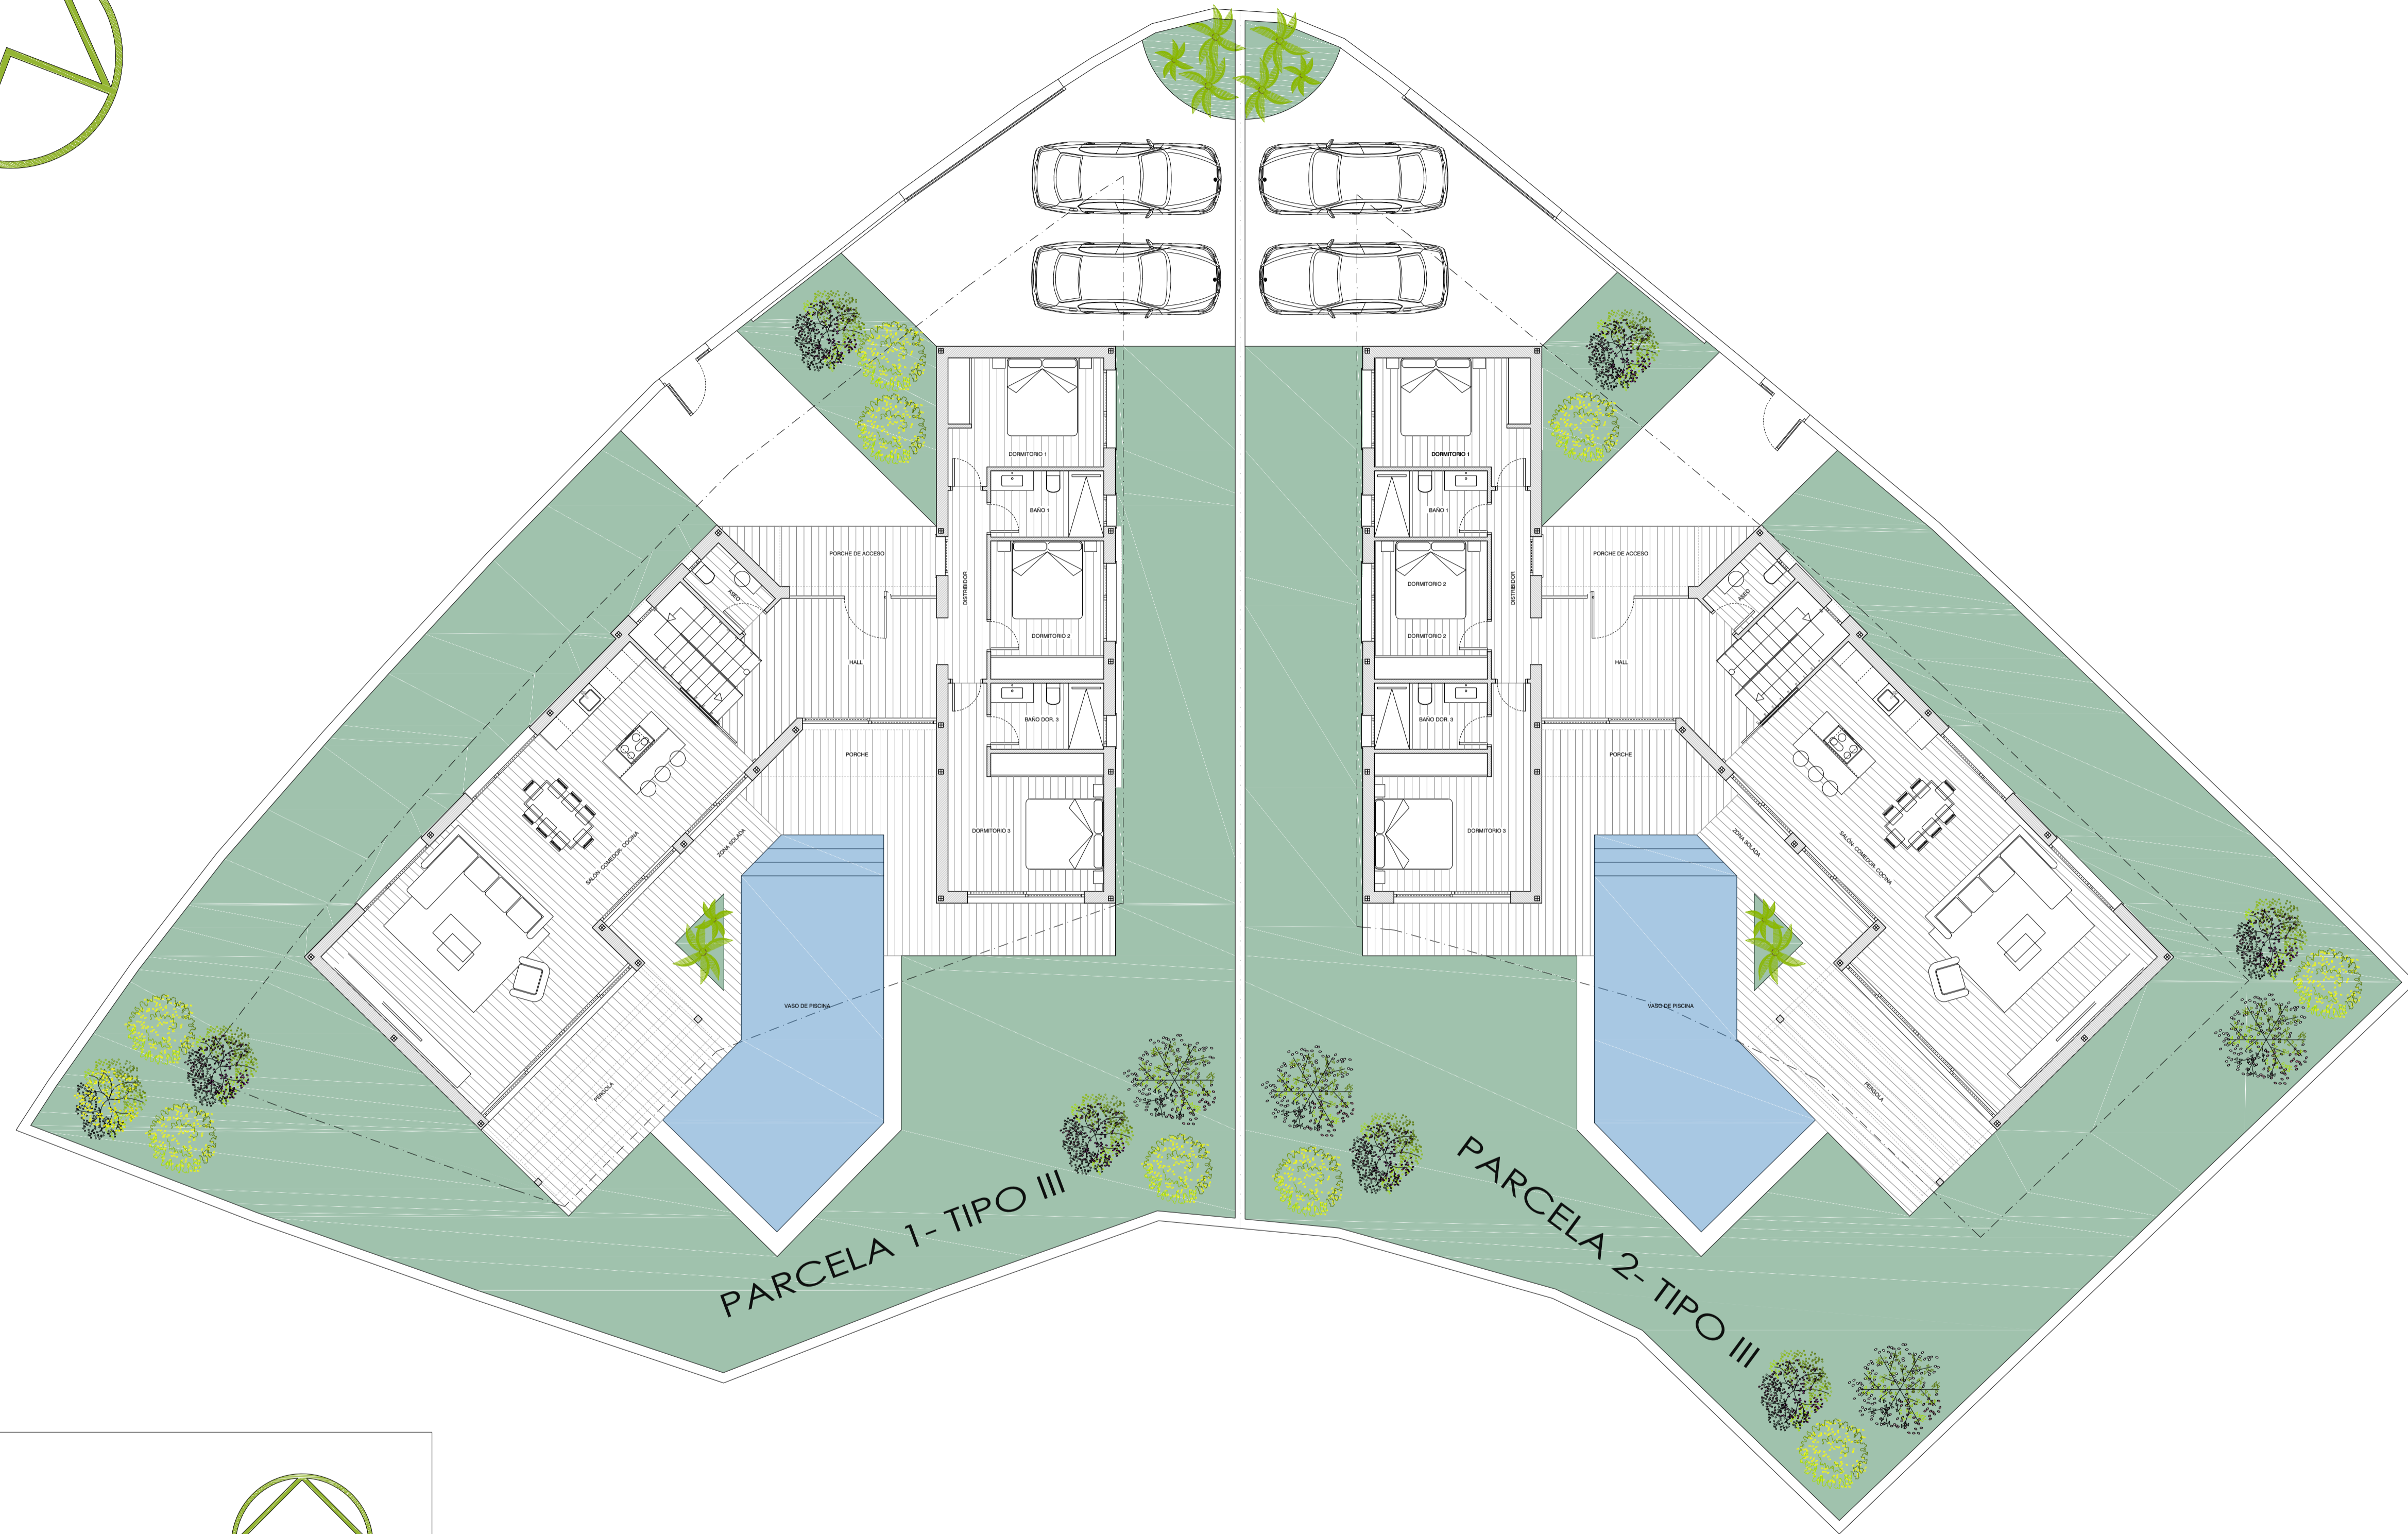 DORMITORIO 1
BAÑO 1
PORCHE DE ACCESO
DISTRIBIDOR
ASEO
DORMITORIO 2
HALL
BAÑO DOR. 3
PORCHE
DORMITORIO 3
ZONA SOLADA
SALÓN- COMEDOR- COCINA
VASO DE PISCINA
PERGOLA
PARCELA 1- TIPO III
DORMITORIO 1
BAÑO 1
PORCHE DE ACCESO
DISTRIBIDOR
ASEO
DORMITORIO 2
DORMITORIO 2
HALL
BAÑO DOR. 3
PORCHE
DORMITORIO 3
ZONA SOLADA
SALÓN- COMEDOR- COCINA
VASO DE PISCINA
PERGOLA
PARCELA 2- TIPO III